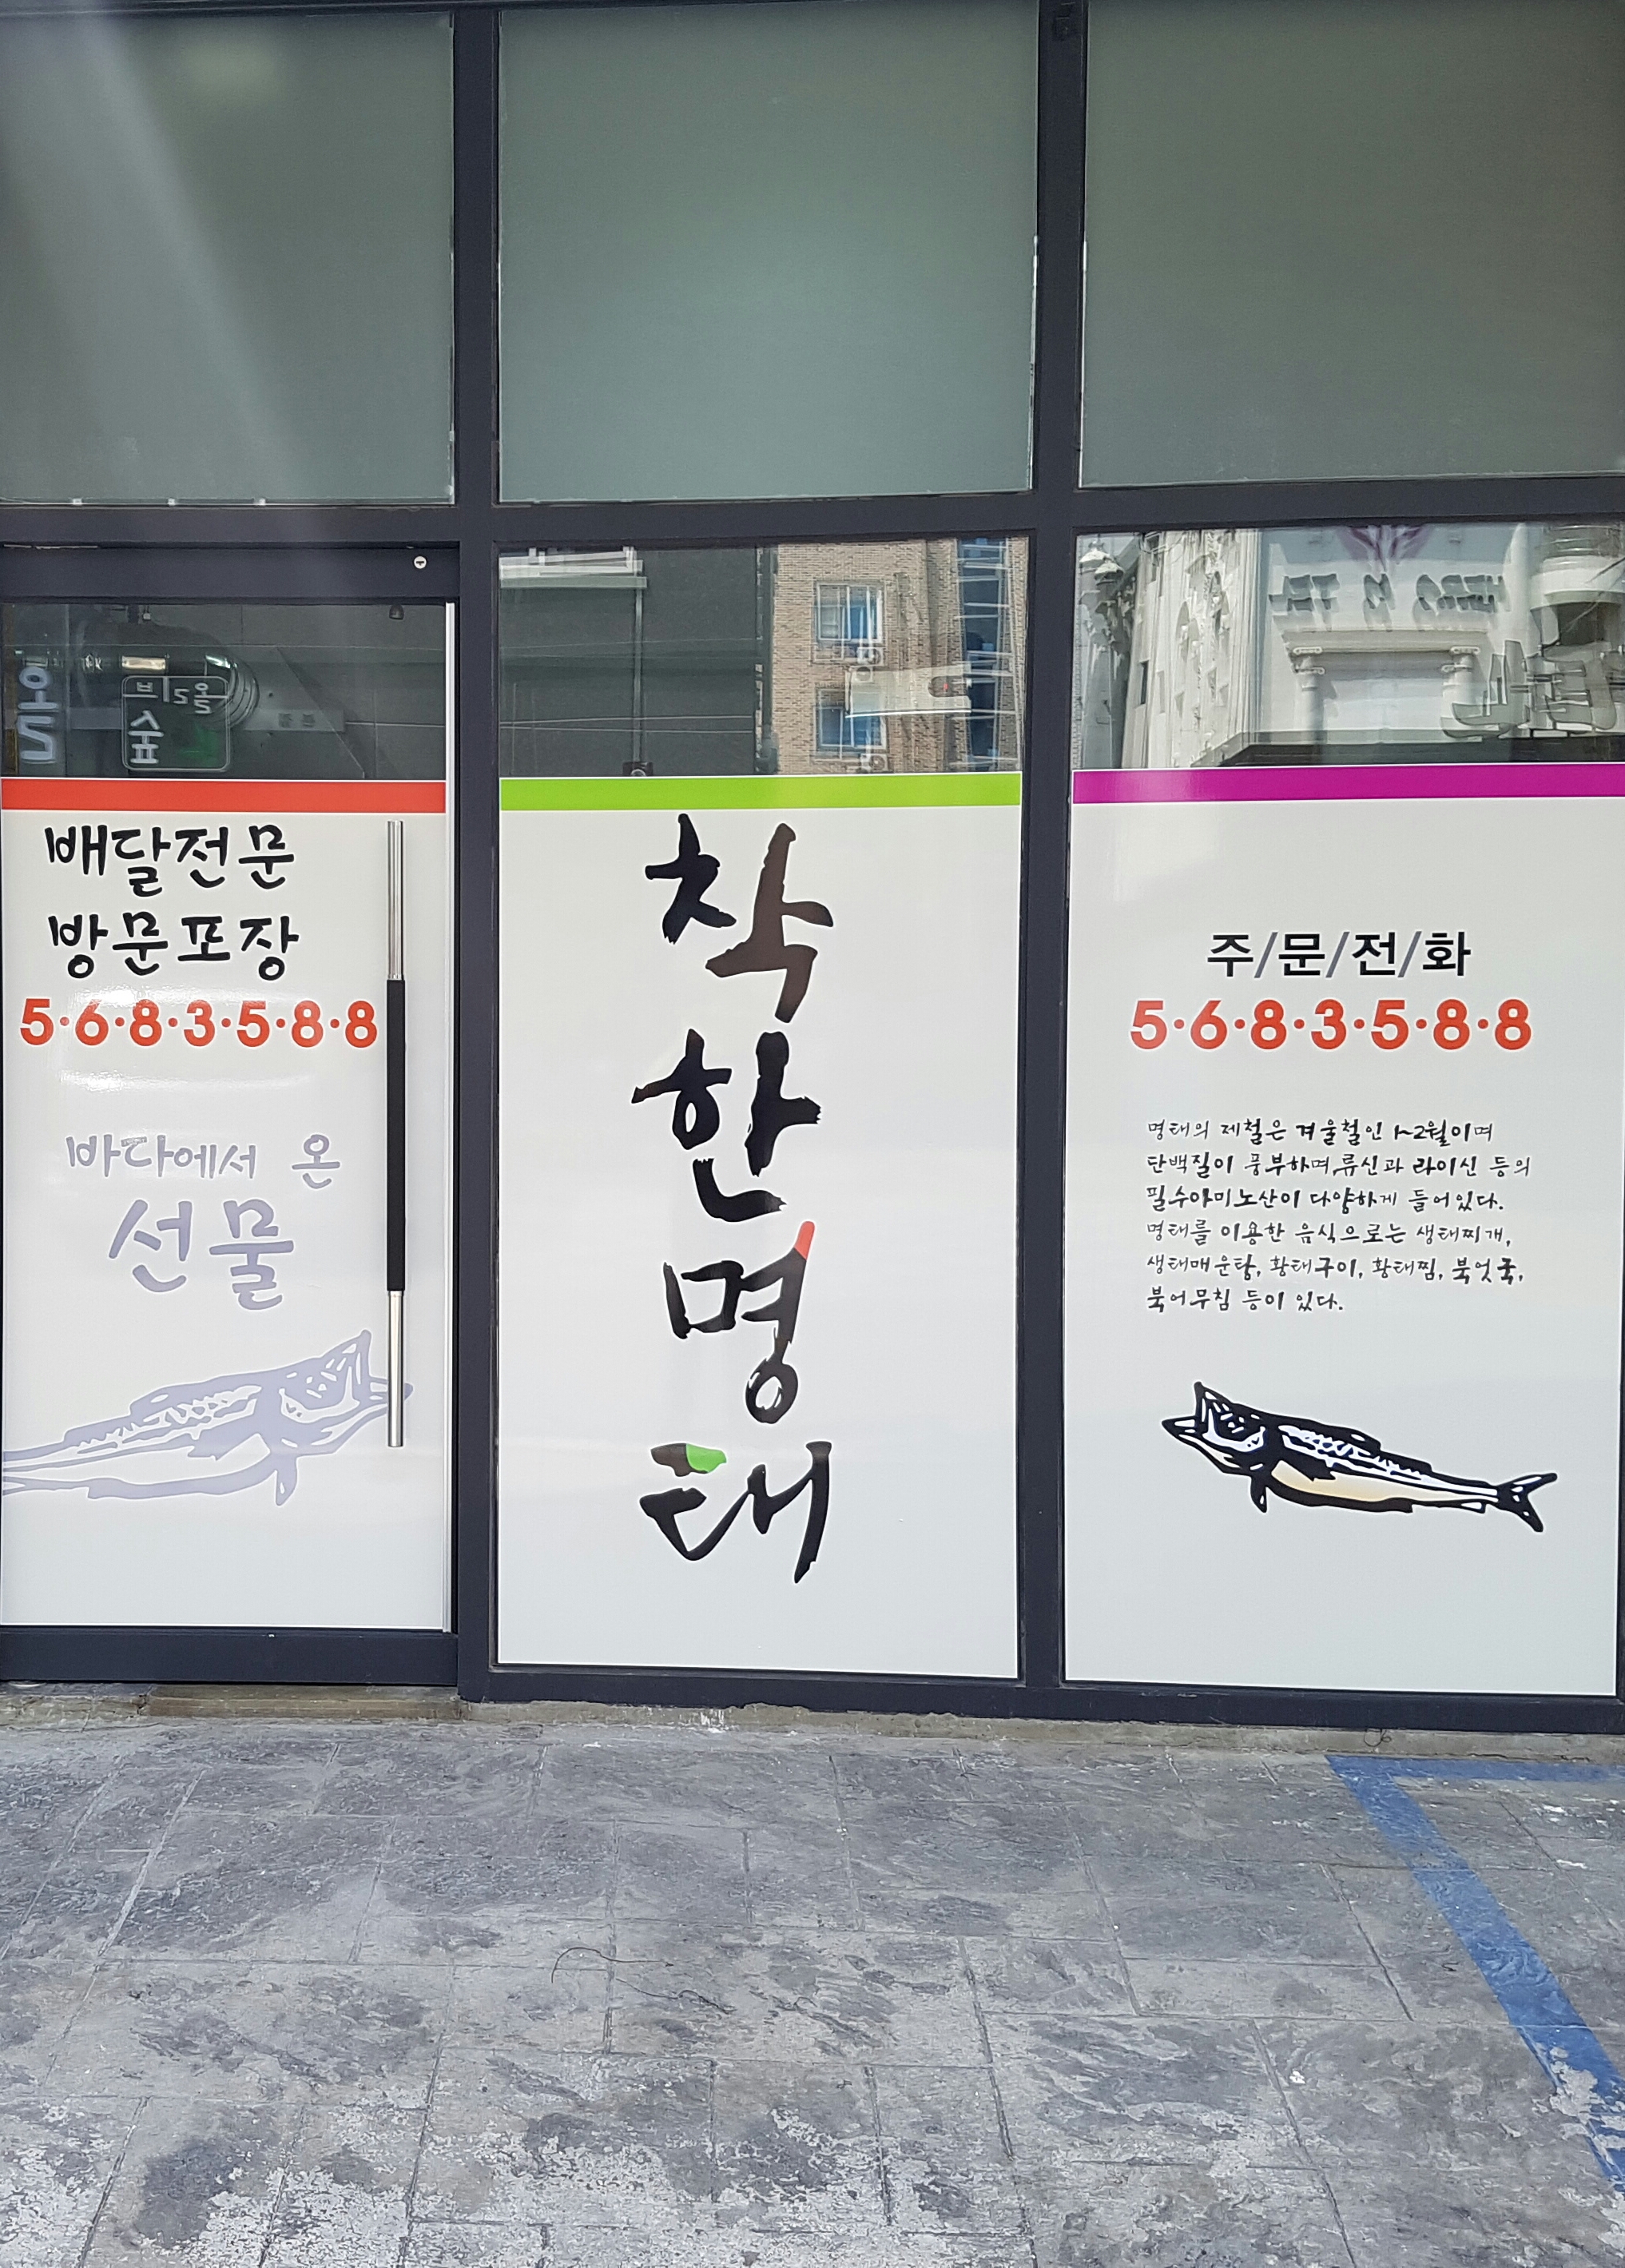 배달전문
방문포장
5·6·8·3·5·8·8
바다에서 온
선물
착
한
명
태
주/문/전/화
5·6·8·3·5·8·8
명태의 제철은 겨울철인 1~2월이며
단백질이 풍부하며,류신과 라이신 등의
필수아미노산이 다양하게 들어있다.
명태를 이용한 음식으로는 생태찌개,
생태매운탕, 황태구이, 황태찜, 북엇국,
북어무침 등이 있다.